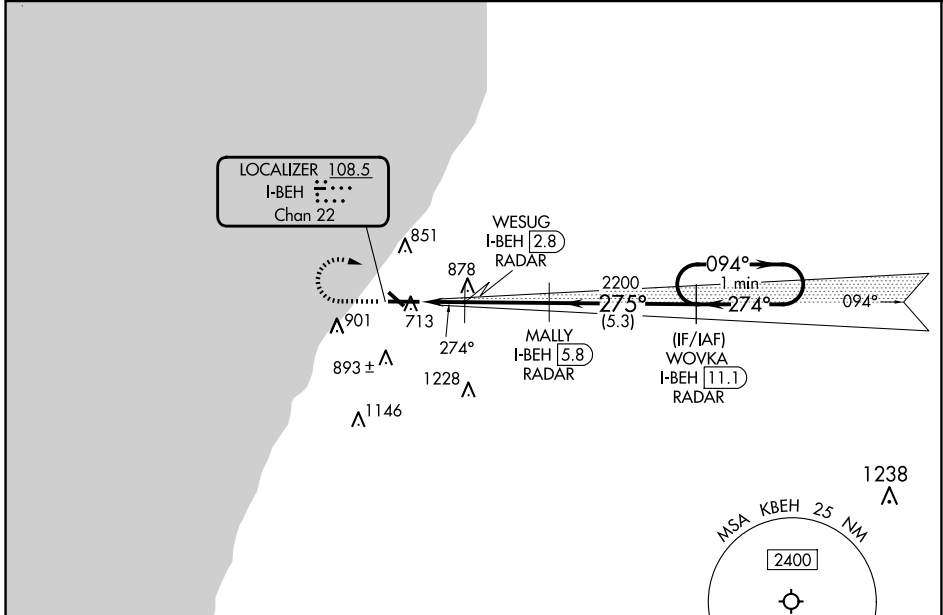 LOCALIZER 108.5
I-BEH
Chan 22
851
WESUG
I-BEH 2.8
RADAR
878
2200
275°
(5.3)
094°
1 min
274°
094°
901
713
274°
MALLY
I-BEH 5.8
RADAR
(IF/IAF)
WOVKA
I-BEH 11.1
RADAR
893 ±
1228
1146
1238
MSA KBEH 25 NM
2400